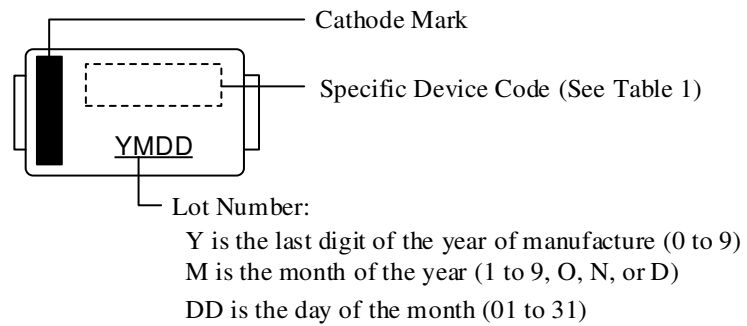 Cathode Mark
Specific Device Code (See Table 1)
YMDD
Lot Number:
Y is the last digit of the year of manufacture (0 to 9)
M is the month of the year (1 to 9, O, N, or D)
DD is the day of the month (01 to 31)